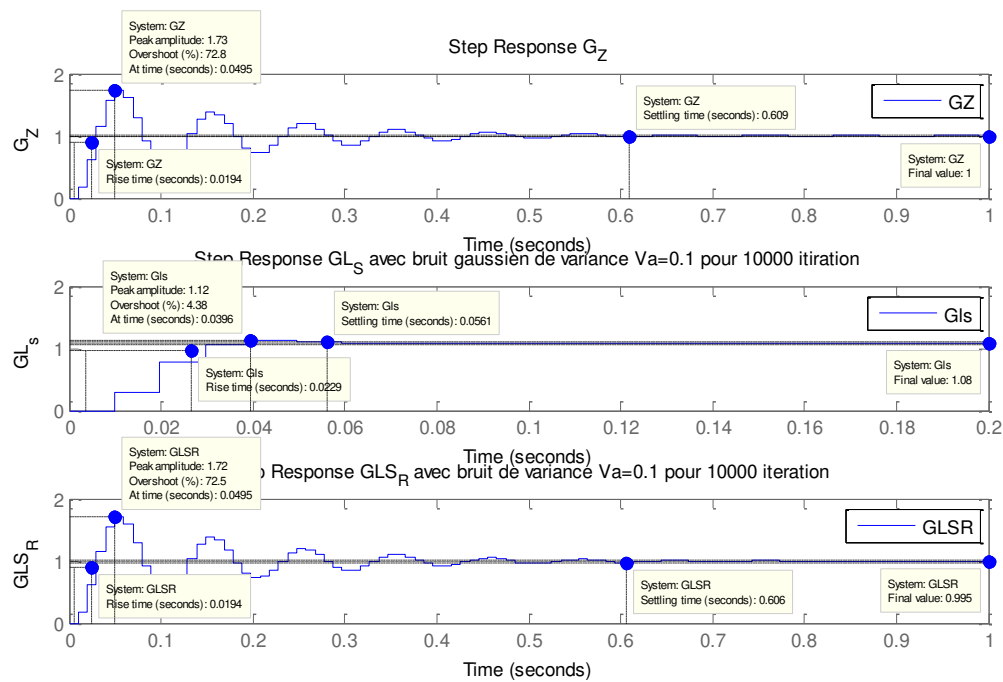 System: GZ
Peak amplitude: 1.73
Overshoot (%): 72.8
At time (seconds): 0.0495
Step Response G_Z
2
1
0
G_Z
System: GZ
Rise time (seconds): 0.0194
System: GZ
Settling time (seconds): 0.609
GZ
System: GZ
Final value: 1
0 0.1 0.2 0.3 0.4 0.5 0.6 0.7 0.8 0.9 1
Time (seconds)
Step Response GL_S avec bruit gaussien de variance Va=0.1 pour 10000 itiration
System: Gls
Peak amplitude: 1.12
Overshoot (%): 4.38
At time (seconds): 0.0396
System: Gls
Settling time (seconds): 0.0561
Gls
2
1
0
GL_s
System: Gls
Rise time (seconds): 0.0229
System: Gls
Final value: 1.08
0 0.02 0.04 0.06 0.08 0.1 0.12 0.14 0.16 0.18 0.2
Time (seconds)
System: GLSR
Peak amplitude: 1.72
Overshoot (%): 72.5
At time (seconds): 0.0495
Response GLS_R avec bruit de variance Va=0.1 pour 10000 iteration
2
1
0
GLS_R
GLSR
System: GLSR
Rise time (seconds): 0.0194
System: GLSR
Settling time (seconds): 0.606
System: GLSR
Final value: 0.995
0 0.1 0.2 0.3 0.4 0.5 0.6 0.7 0.8 0.9 1
Time (seconds)